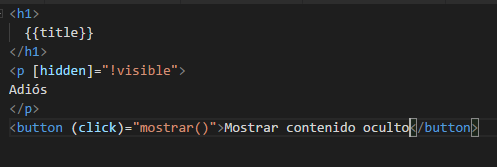 <h1>
{{title}}
</h1>
<p [hidden]="!visible">
Adiós
</p>
<button (click)="mostrar()">Mostrar contenido oculto</button>